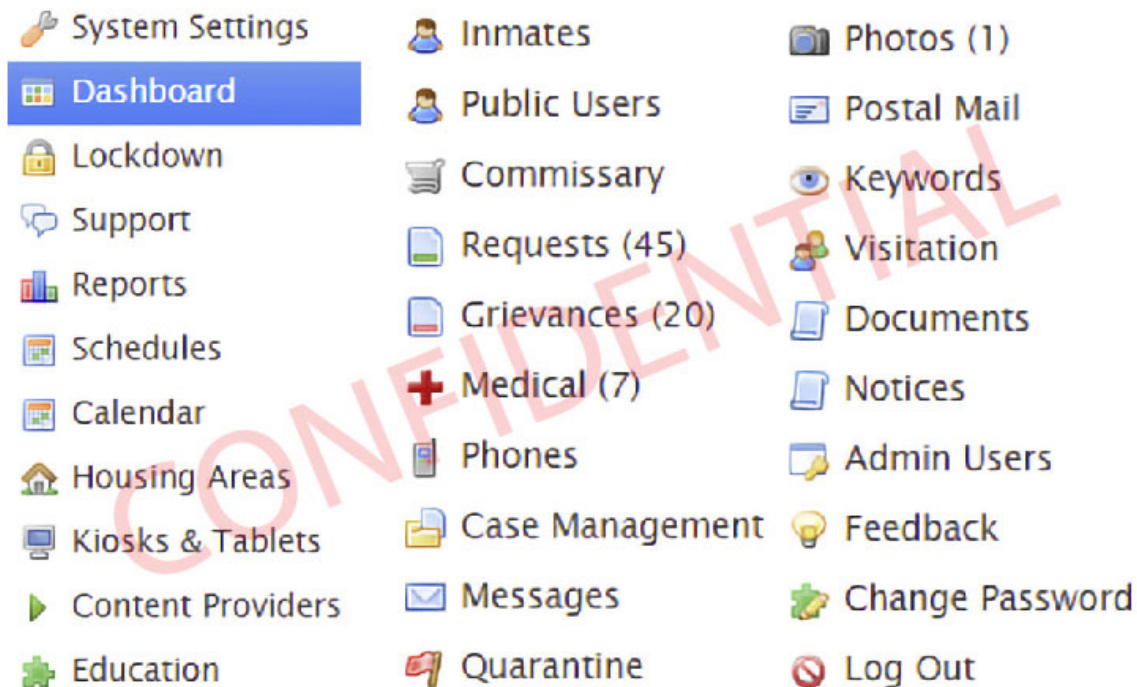 System Settings
Dashboard
Lockdown
Support
Reports
Schedules
Calendar
Housing Areas
Kiosks & Tablets
Content Providers
Education
Inmates
Public Users
Commissary
Requests (45)
Grievances (20)
Medical (7)
Phones
Case Management
Messages
Quarantine
Photos (1)
Postal Mail
Keywords
Visitation
Documents
Notices
Admin Users
Feedback
Change Password
Log Out
CONFIDENTIAL